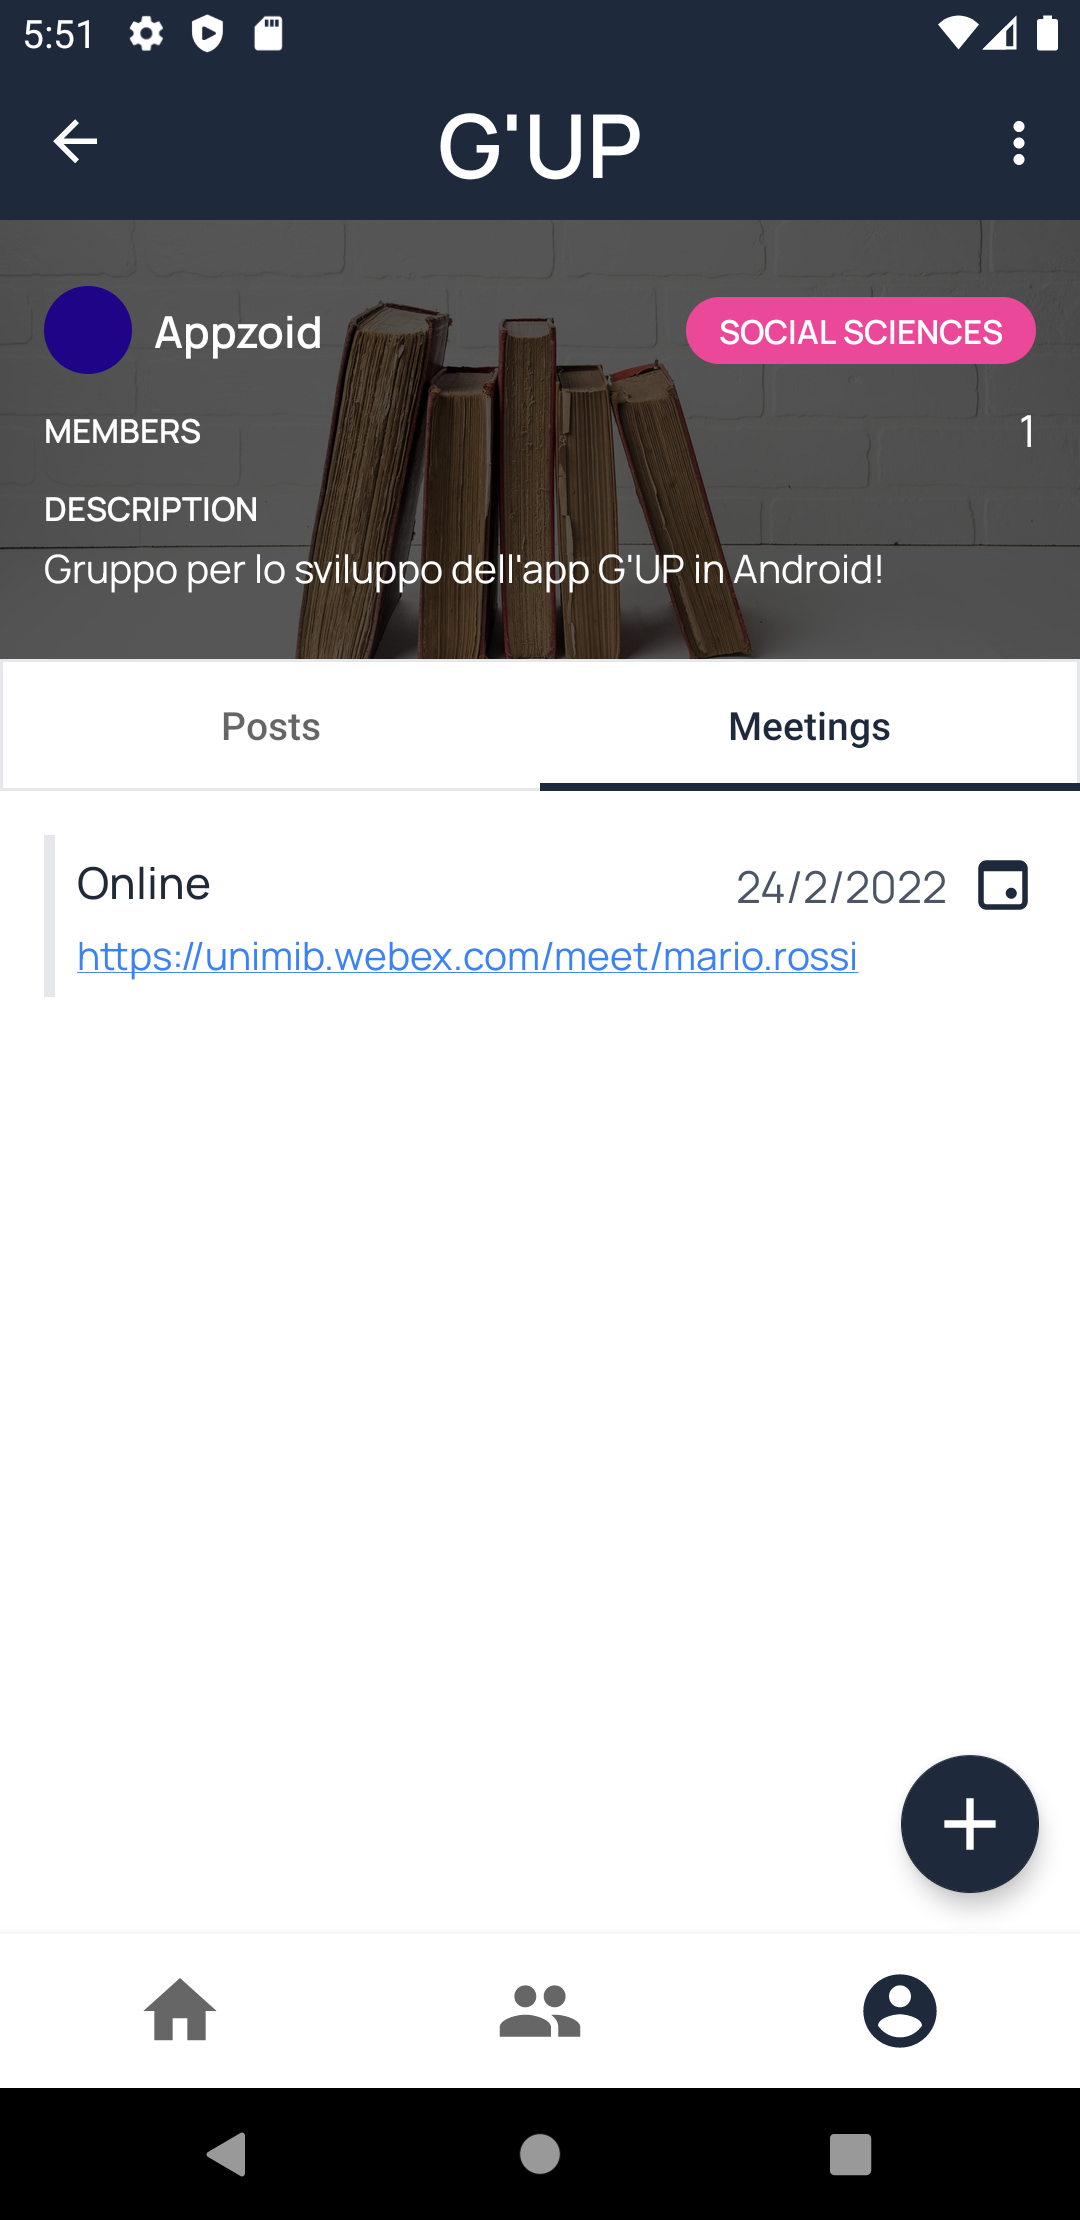 5:51
G'UP
Appzoid
SOCIAL SCIENCES
MEMBERS
1
DESCRIPTION
Gruppo per lo sviluppo dell'app G'UP in Android!
Posts
Meetings
Online
24/2/2022
https://unimib.webex.com/meet/mario.rossi